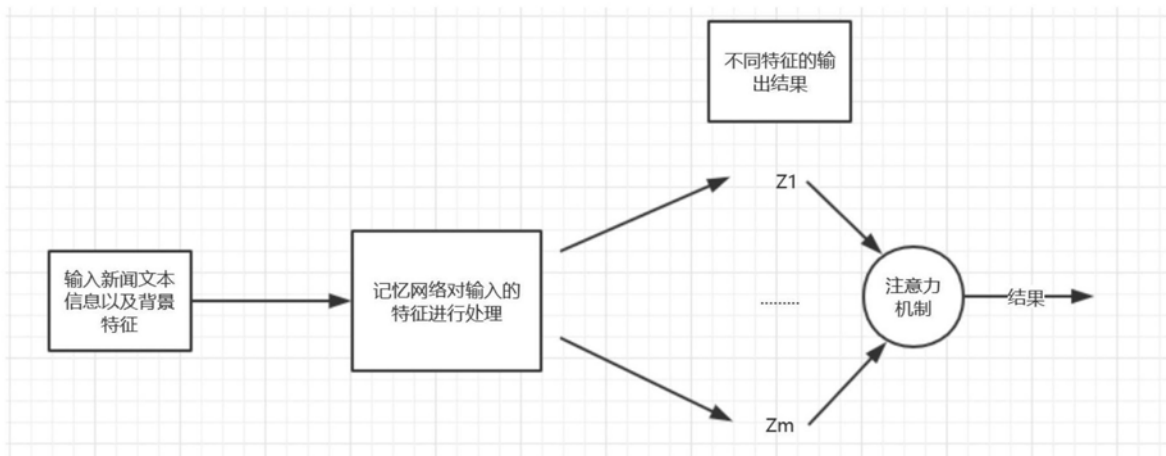 不同特征的输
出结果
Z1
输入新闻文本
信息以及背景
特征
记忆网络对输入的
特征进行处理
.........
注意力
机制
结果
Zm